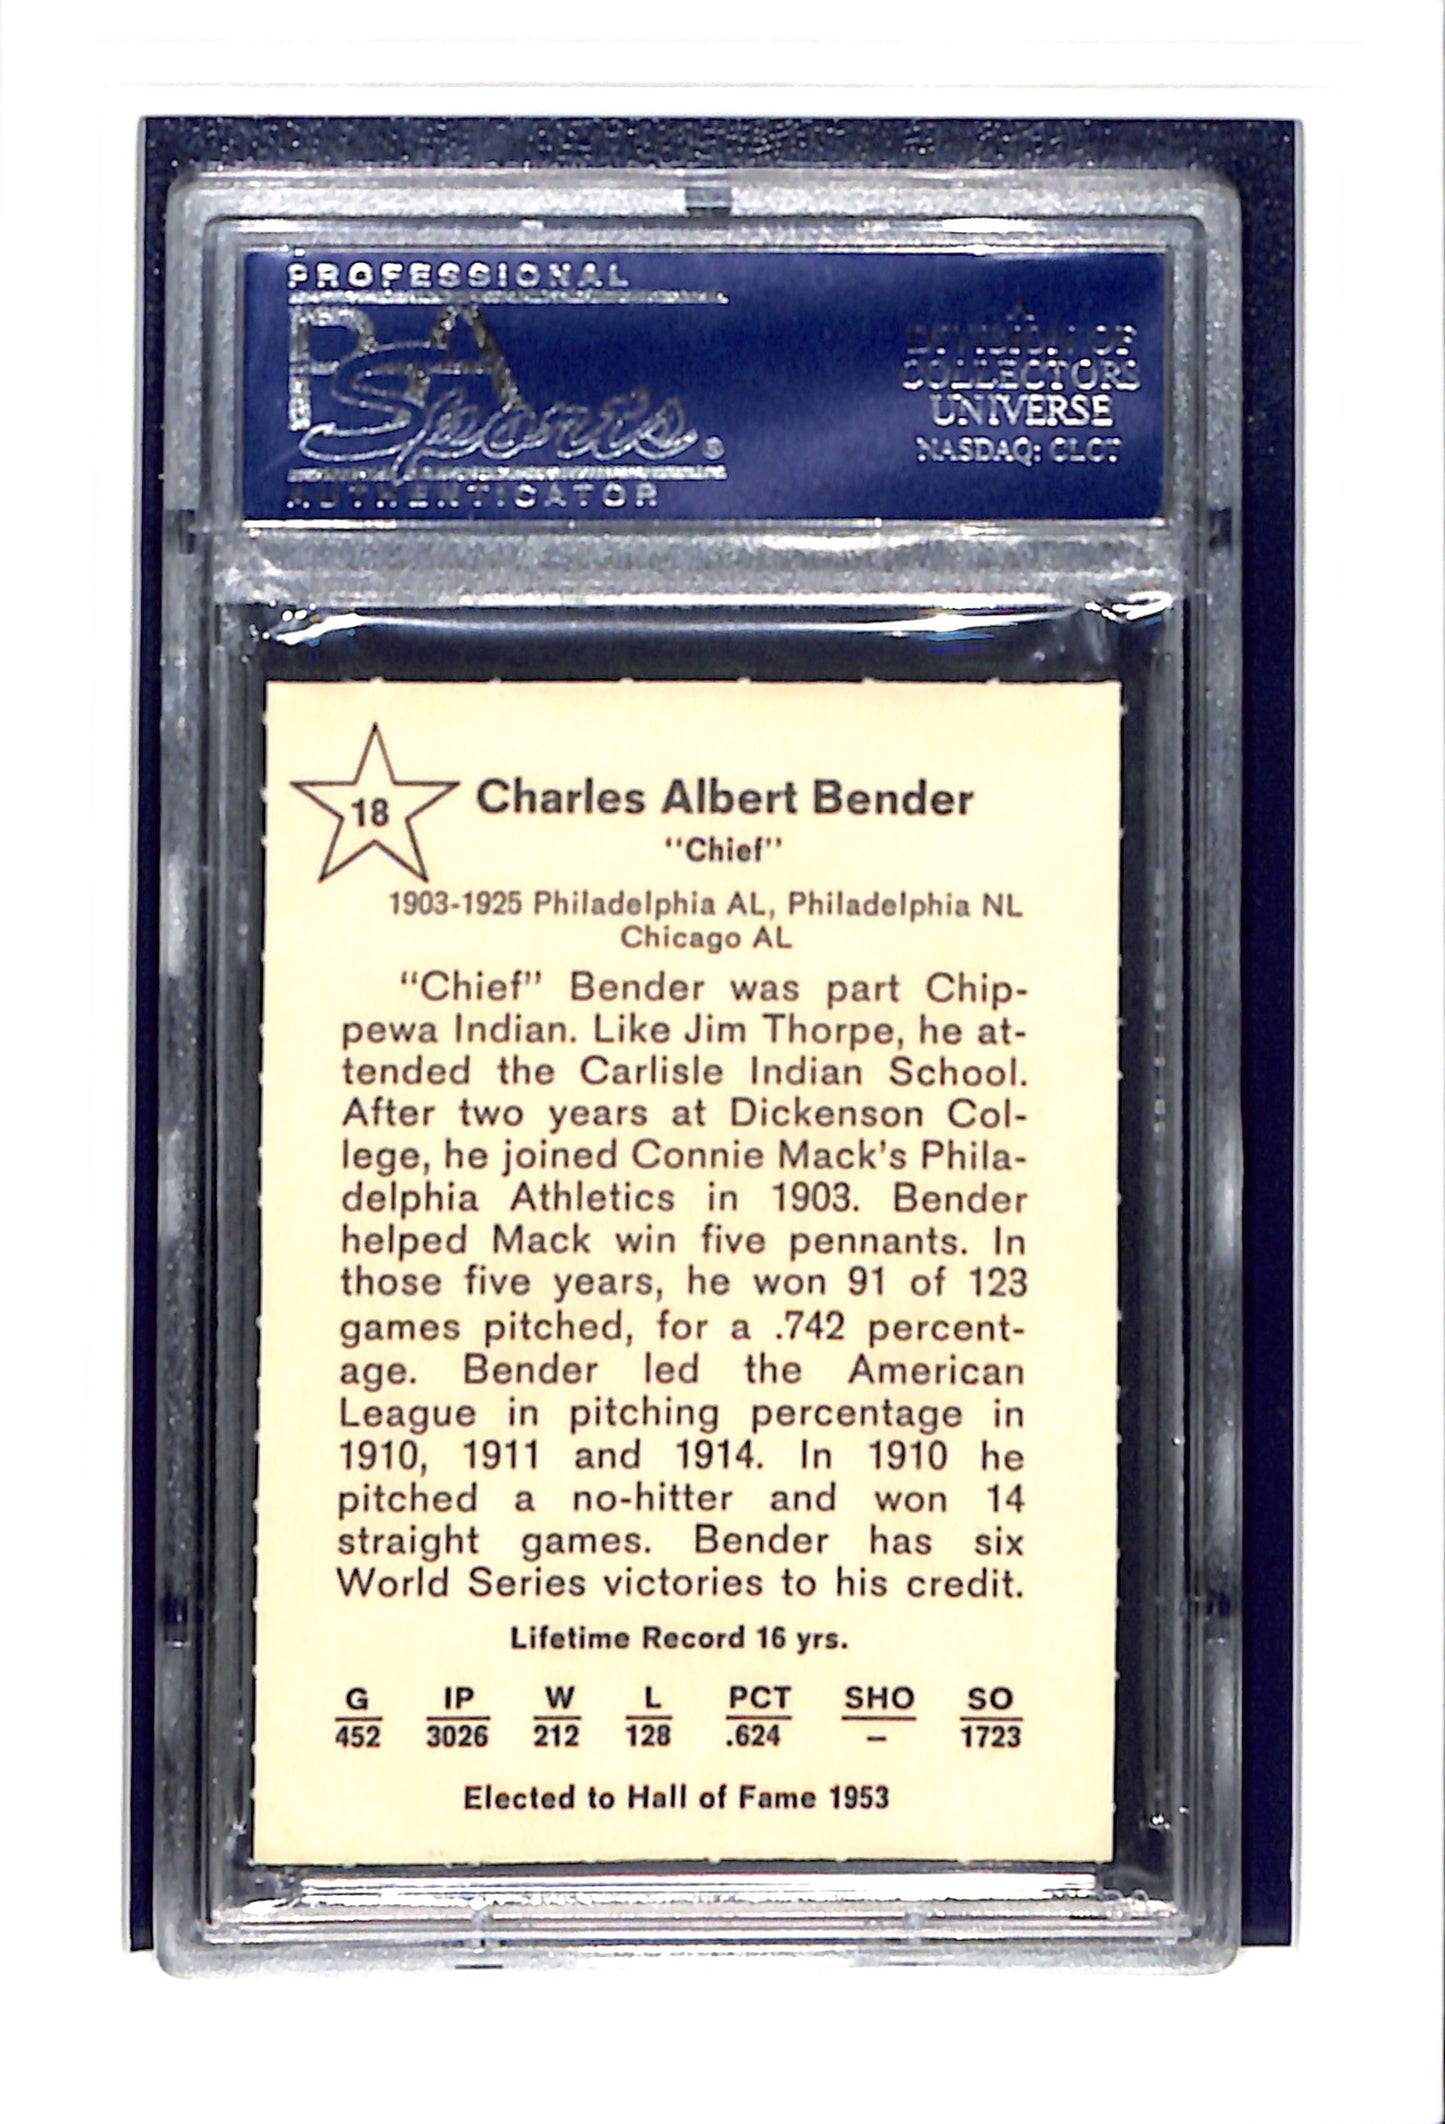 PROFESSIONAL
PSA
Sports®
AUTHENTICATOR
A
DIVISION OF
COLLECTORS
UNIVERSE
NASDAQ: CLCT
18
Charles Albert Bender
"Chief"
1903-1925 Philadelphia AL, Philadelphia NL
Chicago AL
"Chief" Bender was part Chip-
pewa Indian. Like Jim Thorpe, he at-
tended the Carlisle Indian School.
After two years at Dickenson Col-
lege, he joined Connie Mack's Phila-
delphia Athletics in 1903. Bender
helped Mack win five pennants. In
those five years, he won 91 of 123
games pitched, for a .742 percent-
age. Bender led the American
League in pitching percentage in
1910, 1911 and 1914. In 1910 he
pitched a no-hitter and won 14
straight games. Bender has six
World Series victories to his credit.
Lifetime Record 16 yrs.
G IP W L PCT SHO SO
452 3026 212 128 .624 – 1723
Elected to Hall of Fame 1953